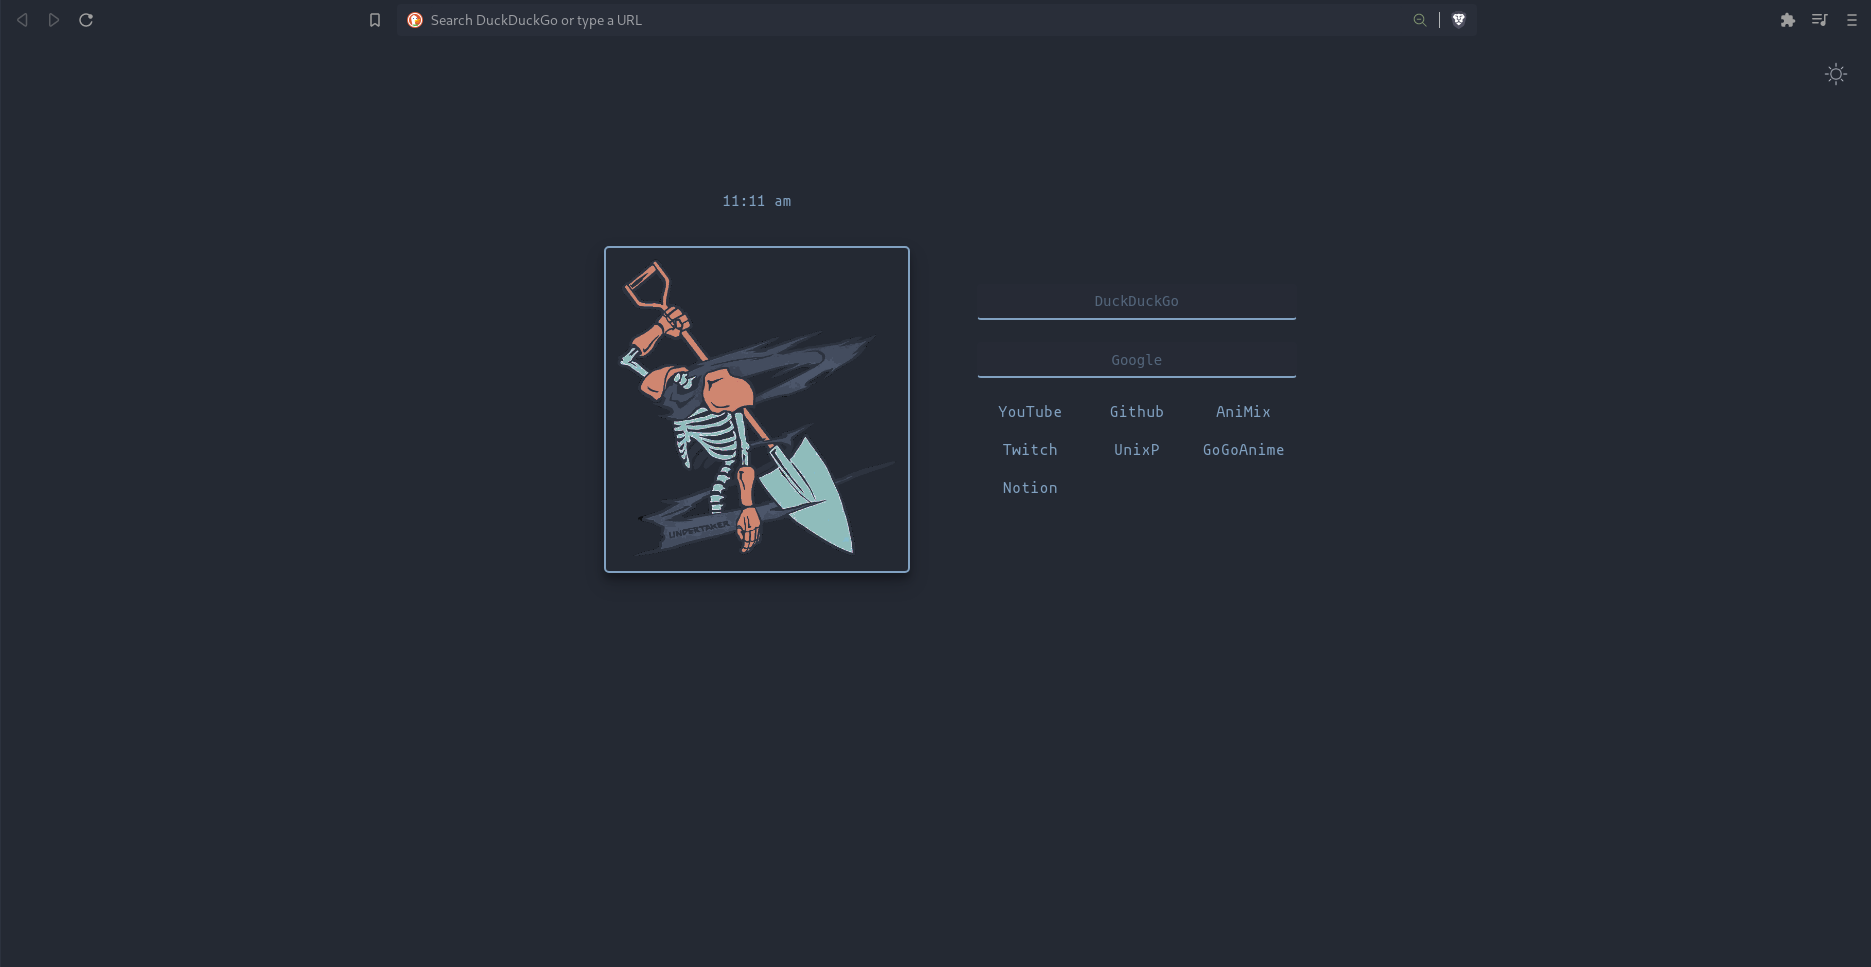 Search DuckDuckGo or type a URL
11:11 am
UNDERTAKER
DuckDuckGo
Google
YouTube Github AniMix
Twitch UnixP GoGoAnime
Notion